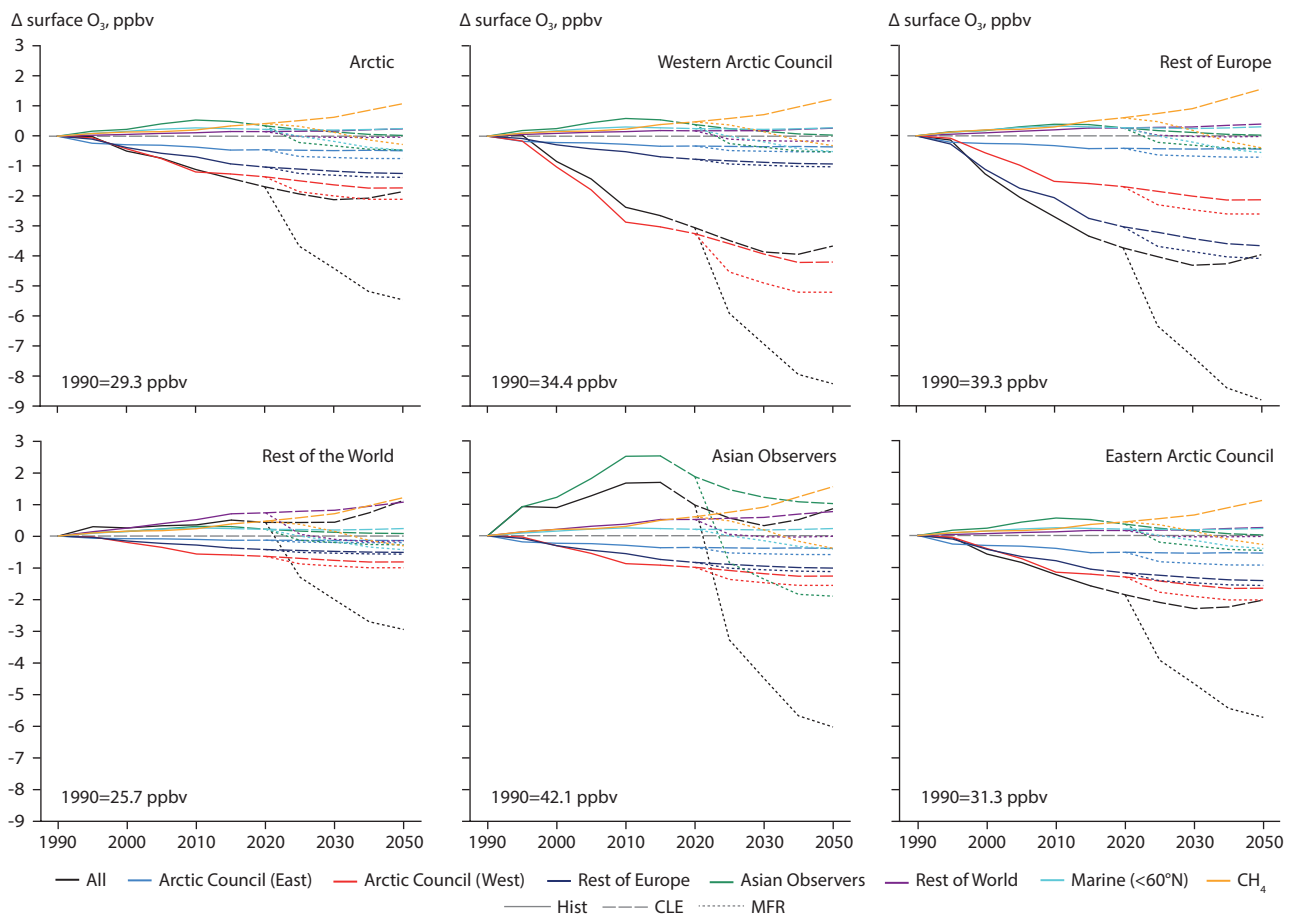 Δ surface O₃, ppbv
Δ surface O₃, ppbv
Δ surface O₃, ppbv
3
2
1
0
-1
-2
-3
-4
-5
-6
-7
-8
-9
Arctic
1990=29.3 ppbv
Western Arctic Council
1990=34.4 ppbv
Rest of Europe
1990=39.3 ppbv
3
2
1
0
-1
-2
-3
-4
-5
-6
-7
-8
-9
Rest of the World
1990=25.7 ppbv
Asian Observers
1990=42.1 ppbv
Eastern Arctic Council
1990=31.3 ppbv
1990 2000 2010 2020 2030 2050
1990 2000 2010 2020 2030 2050
1990 2000 2010 2020 2030 2050
All Arctic Council (East) Arctic Council (West) Rest of Europe Asian Observers Rest of World Marine (<60°N) CH₄
Hist CLE MFR